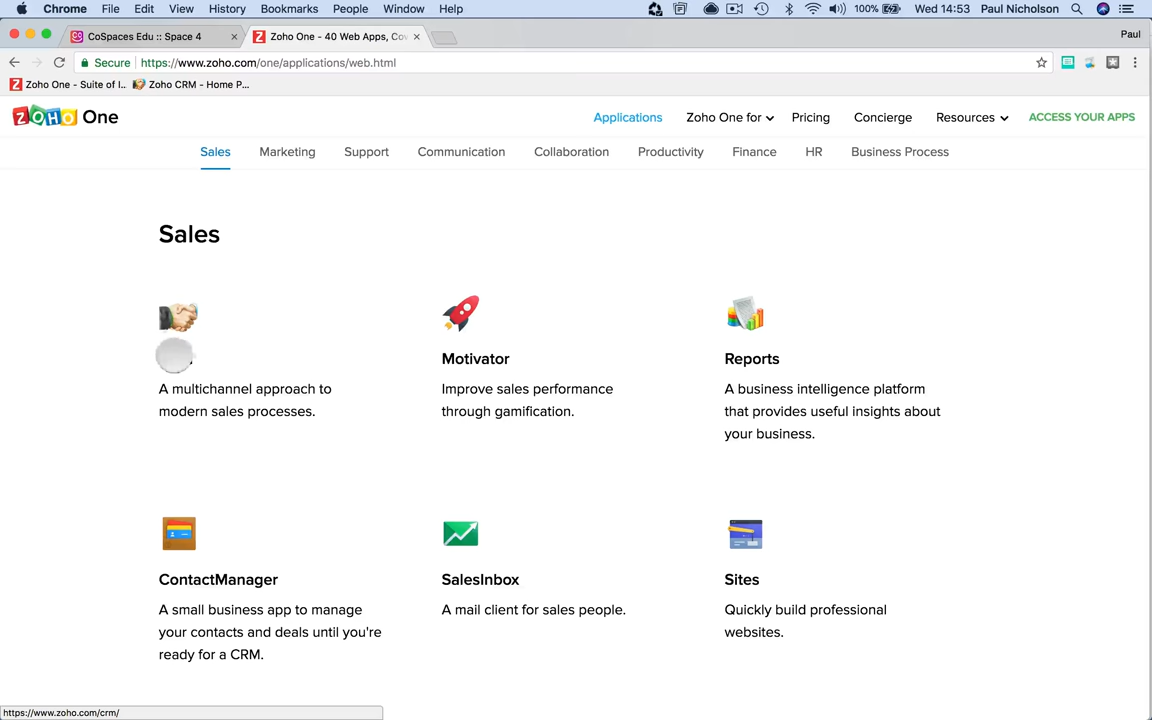 Chrome File Edit View History Bookmarks People Window Help 100% Wed 14:53 Paul Nicholson
CoSpaces Edu :: Space 4 Zoho One - 40 Web Apps, Cov Paul
Secure https://www.zoho.com/one/applications/web.html
Zoho One - Suite of I.. Zoho CRM - Home P...
ZOHO One Applications Zoho One for Pricing Concierge Resources ACCESS YOUR APPS
Sales Marketing Support Communication Collaboration Productivity Finance HR Business Process
Sales
Motivator Reports
A multichannel approach to Improve sales performance A business intelligence platform
modern sales processes. through gamification. that provides useful insights about
your business.
ContactManager SalesInbox Sites
A small business app to manage A mail client for sales people. Quickly build professional
your contacts and deals until you're websites.
ready for a CRM.
https://www.zoho.com/crm/